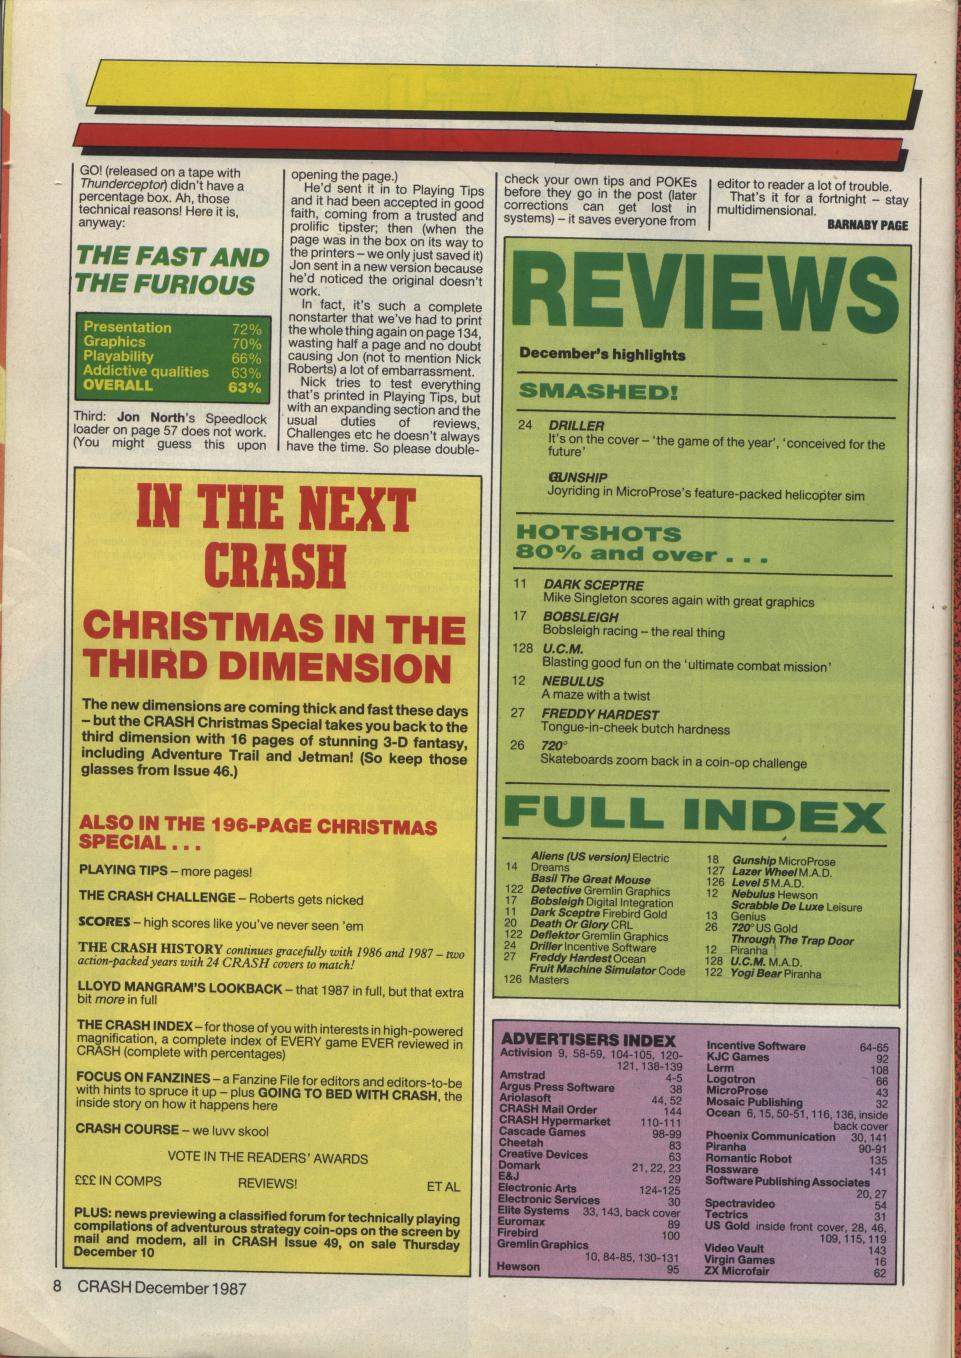 GO! (released on a tape with
Thunderceptor) didn't have a
percentage box. Ah, those
technical reasons! Here it is,
anyway:
THE FAST AND
THE FURIOUS
Presentation 72%
Graphics 70%
Playability 66%
Addictive qualities 63%
OVERALL 63%
Third: Jon North's Speedlock
loader on page 57 does not work.
(You might guess this upon
opening the page.)
He'd sent it in to Playing Tips
and it had been accepted in good
faith, coming from a trusted and
prolific tipster; then (when the
page was in the box on its way to
the printers – we only just saved it)
Jon sent in a new version because
he'd noticed the original doesn't
work.
In fact, it's such a complete
nonstarter that we've had to print
the whole thing again on page 134,
wasting half a page and no doubt
causing Jon (not to mention Nick
Roberts) a lot of embarrassment.
Nick tries to test everything
that's printed in Playing Tips, but
with an expanding section and the
usual duties of reviews,
Challenges etc he doesn't always
have the time. So please double-
check your own tips and POKEs
before they go in the post (later
corrections can get lost in
systems) – it saves everyone from
editor to reader a lot of trouble.
That's it for a fortnight – stay
multidimensional.
BARNABY PAGE
IN THE NEXT
CRASH
CHRISTMAS IN THE
THIRD DIMENSION
The new dimensions are coming thick and fast these days
– but the CRASH Christmas Special takes you back to the
third dimension with 16 pages of stunning 3-D fantasy,
including Adventure Trail and Jetman! (So keep those
glasses from Issue 46.)
ALSO IN THE 196-PAGE CHRISTMAS
SPECIAL . . .
PLAYING TIPS – more pages!
THE CRASH CHALLENGE – Roberts gets nicked
SCORES – high scores like you've never seen 'em
THE CRASH HISTORY continues gracefully with 1986 and 1987 – two
action-packed years with 24 CRASH covers to match!
LLOYD MANGRAM'S LOOKBACK – that 1987 in full, but that extra
bit more in full
THE CRASH INDEX – for those of you with interests in high-powered
magnification, a complete index of EVERY game EVER reviewed in
CRASH (complete with percentages)
FOCUS ON FANZINES – a Fanzine File for editors and editors-to-be
with hints to spruce it up – plus GOING TO BED WITH CRASH, the
inside story on how it happens here
CRASH COURSE – we luvv skool
VOTE IN THE READERS' AWARDS
£££ IN COMPS REVIEWS! ET AL
PLUS: news previewing a classified forum for technically playing
compilations of adventurous strategy coin-ops on the screen by
mail and modem, all in CRASH Issue 49, on sale Thursday
December 10
REVIEWS
December's highlights
SMASHED!
24 DRILLER
It's on the cover – 'the game of the year', 'conceived for the
future'
GUNSHIP
Joyriding in MicroProse's feature-packed helicopter sim
HOTSHOTS
80% and over . . .
11 DARK SCEPTRE
Mike Singleton scores again with great graphics
17 BOBSLEIGH
Bobsleigh racing – the real thing
128 U.C.M.
Blasting good fun on the 'ultimate combat mission'
12 NEBULUS
A maze with a twist
27 FREDDY HARDEST
Tongue-in-cheek butch hardness
26 720°
Skateboards zoom back in a coin-op challenge
FULL INDEX
Aliens (US version) Electric
14 Dreams
Basil The Great Mouse
122 Detective Gremlin Graphics
17 Bobsleigh Digital Integration
11 Dark Sceptre Firebird Gold
20 Death Or Glory CRL
122 Deflektor Gremlin Graphics
24 Driller Incentive Software
27 Freddy Hardest Ocean
Fruit Machine Simulator Code
126 Masters
18 Gunship MicroProse
127 Lazer Wheel M.A.D.
126 Level 5 M.A.D.
12 Nebulus Hewson
Scrabble De Luxe Leisure
13 Genius
26 720° US Gold
Through The Trap Door
12 Piranha
128 U.C.M. M.A.D.
122 Yogi Bear Piranha
ADVERTISERS INDEX
Activision 9, 58-59, 104-105, 120-
121, 138-139
Amstrad 4-5
Argus Press Software 38
Ariolasoft 44, 52
CRASH Mail Order 144
CRASH Hypermarket 110-111
Cascade Games 98-99
Cheetah 83
Creative Devices 63
Domark 21, 22, 23
E&J 29
Electronic Arts 124-125
Electronic Services 30
Elite Systems 33, 143, back cover
Euromax 89
Firebird 100
Gremlin Graphics
10, 84-85, 130-131
Hewson 95
Incentive Software 64-65
KJC Games 92
Lerm 108
Logotron 66
MicroProse 43
Mosaic Publishing 32
Ocean 6, 15, 50-51, 116, 136, inside
back cover
Phoenix Communication 30, 141
Piranha 90-91
Romantic Robot 135
Rossware 141
Software Publishing Associates
20, 27
Spectravideo 54
Tectrics 31
US Gold inside front cover, 28, 46,
109, 115, 119
Video Vault 143
Virgin Games 16
ZX Microfair 62
8 CRASH December 1987